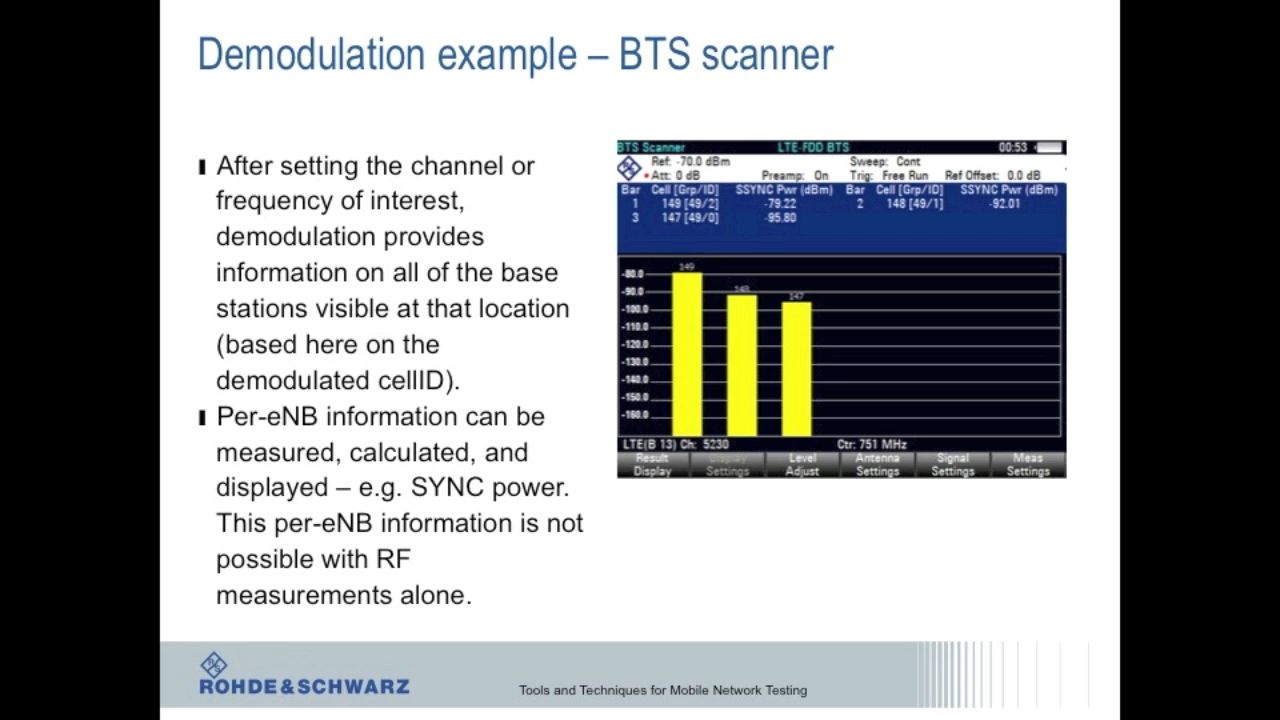 Demodulation example – BTS scanner
After setting the channel or
frequency of interest,
demodulation provides
information on all of the base
stations visible at that location
(based here on the
demodulated cellID).
Per-eNB information can be
measured, calculated, and
displayed – e.g. SYNC power.
This per-eNB information is not
possible with RF
measurements alone.
BTS Scanner LTE-FDD BTS 00:53
Ref: -70.0 dBm Sweep: Cont
Att: 0 dB Preamp: On Trig: Free Run Ref Offset: 0.0 dB
Bar Cell [Grp/ID] SSYNC Pwr (dBm) Bar Cell [Grp/ID] SSYNC Pwr (dBm)
1 149 [49/2] -79.22 2 148 [49/1] -92.01
3 147 [49/0] -95.80
149
148
147
-80.0
-90.0
-100.0
-110.0
-120.0
-130.0
-140.0
-150.0
-160.0
LTE(B 13) Ch: 5230 Ctr: 751 MHz
Result Display Level Antenna Signal Meas
Display Settings Adjust Settings Settings Settings
R S
ROHDE&SCHWARZ
Tools and Techniques for Mobile Network Testing